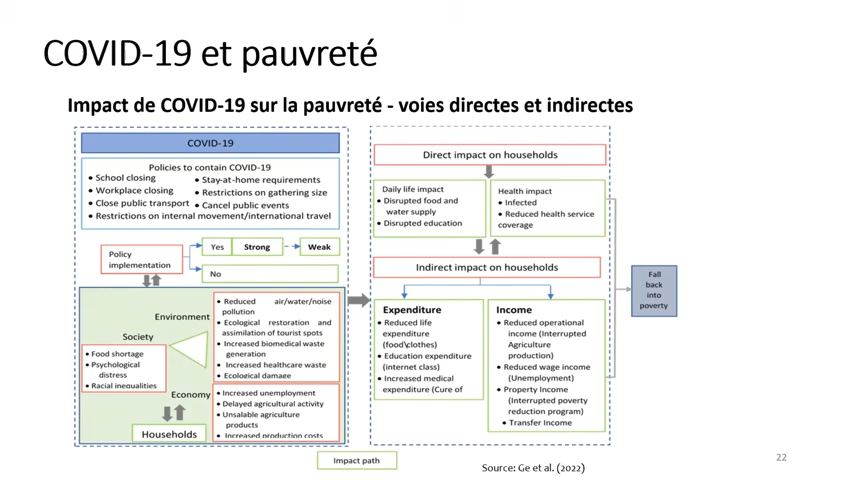 COVID-19 et pauvreté
Impact de COVID-19 sur la pauvreté - voies directes et indirectes
COVID-19
Policies to contain COVID-19
• School closing
• Workplace closing
• Close public transport
• Stay-at-home requirements
• Restrictions on gathering size
• Cancel public events
• Restrictions on internal movement/international travel
Policy
implementation
Yes
Strong
Weak
No
Environment
• Reduced air/water/noise
pollution
• Ecological restoration and
assimilation of tourist spots
• Increased biomedical waste
generation
• Increased healthcare waste
• Ecological damage
Society
• Food shortage
• Psychological
distress
• Racial inequalities
Economy
• Increased unemployment
• Delayed agricultural activity
• Unsalable agriculture
products
• Increased production costs
Households
Direct impact on households
Daily life impact
• Disrupted food and
water supply
• Disrupted education
Health impact
• Infected
• Reduced health service
coverage
Indirect impact on households
Expenditure
• Reduced life
expenditure
(food\clothes)
• Education expenditure
(internet class)
• Increased medical
expenditure (Cure of
Income
• Reduced operational
income (Interrupted
Agriculture
production)
• Reduced wage income
(Unemployment)
• Property Income
(Interrupted poverty
reduction program)
• Transfer Income
Fall
back
into
poverty
Impact path
Source: Ge et al. (2022)
22